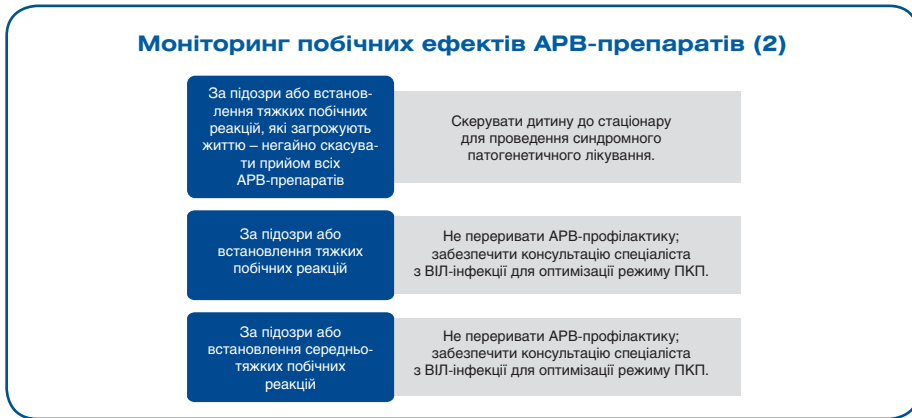 Моніторинг побічних ефектів АРВ-препаратів (2)
За підозри або встанов-
лення тяжких побічних
реакцій, які загрожують
життю – негайно скасува-
ти прийом всіх
АРВ-препаратів
Скерувати дитину до стаціонару
для проведення синдромного
патогенетичного лікування.
За підозри або
встановлення тяжких
побічних реакцій
Не переривати АРВ-профілактику;
забезпечити консультацію спеціаліста
з ВІЛ-інфекції для оптимізації режиму ПКП.
За підозри або
встановлення середньо-
тяжких побічних
реакцій
Не переривати АРВ-профілактику;
забезпечити консультацію спеціаліста
з ВІЛ-інфекції для оптимізації режиму ПКП.